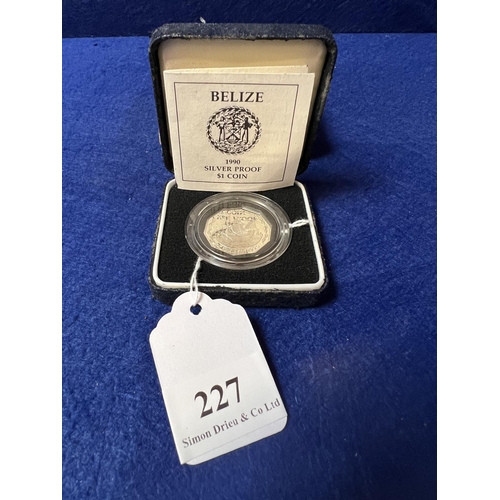 BELIZE
1990
SILVER PROOF
$1 COIN
227
Simon Drieu & Co Ltd